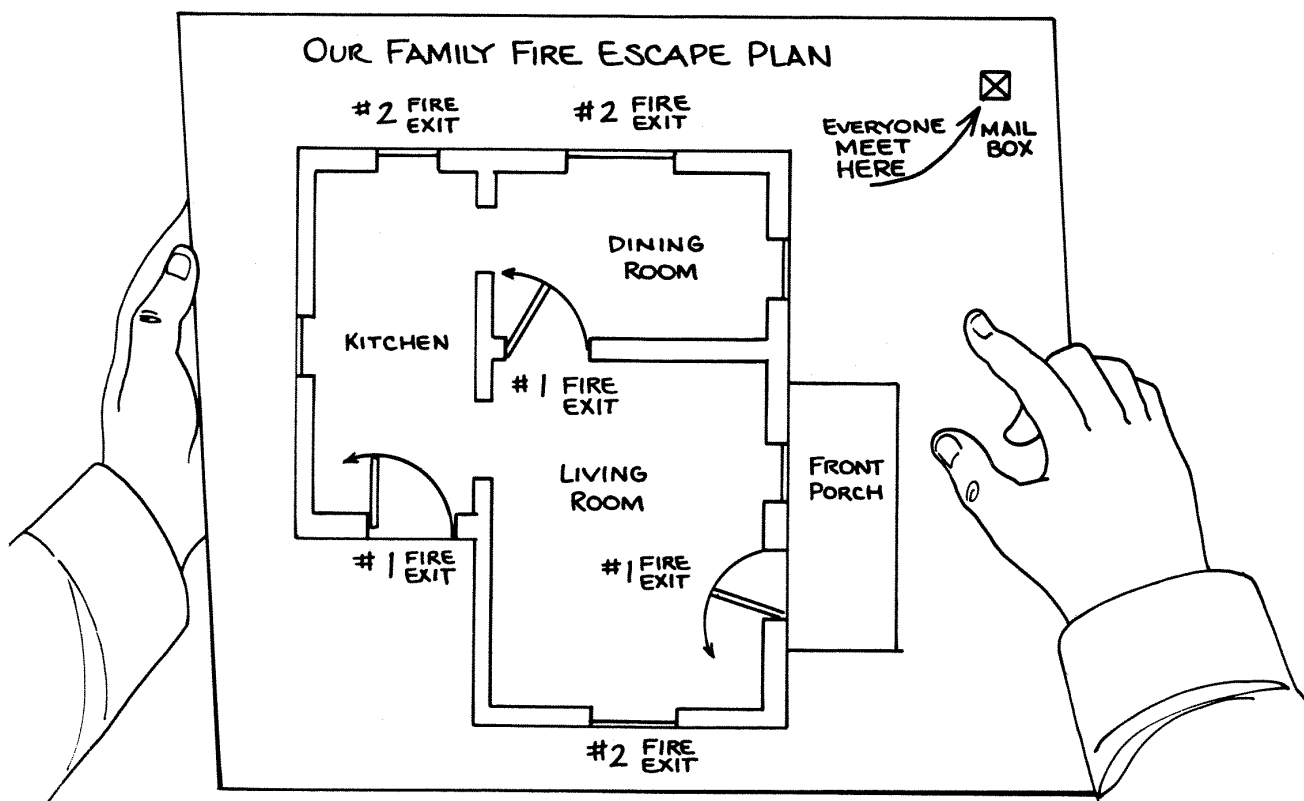 OUR FAMILY FIRE ESCAPE PLAN
#2 FIRE
EXIT
#2 FIRE
EXIT
EVERYONE
MEET
HERE
MAIL
BOX
DINING
ROOM
KITCHEN
#1 FIRE
EXIT
LIVING
ROOM
FRONT
PORCH
#1 FIRE
EXIT
#1 FIRE
EXIT
#2 FIRE
EXIT